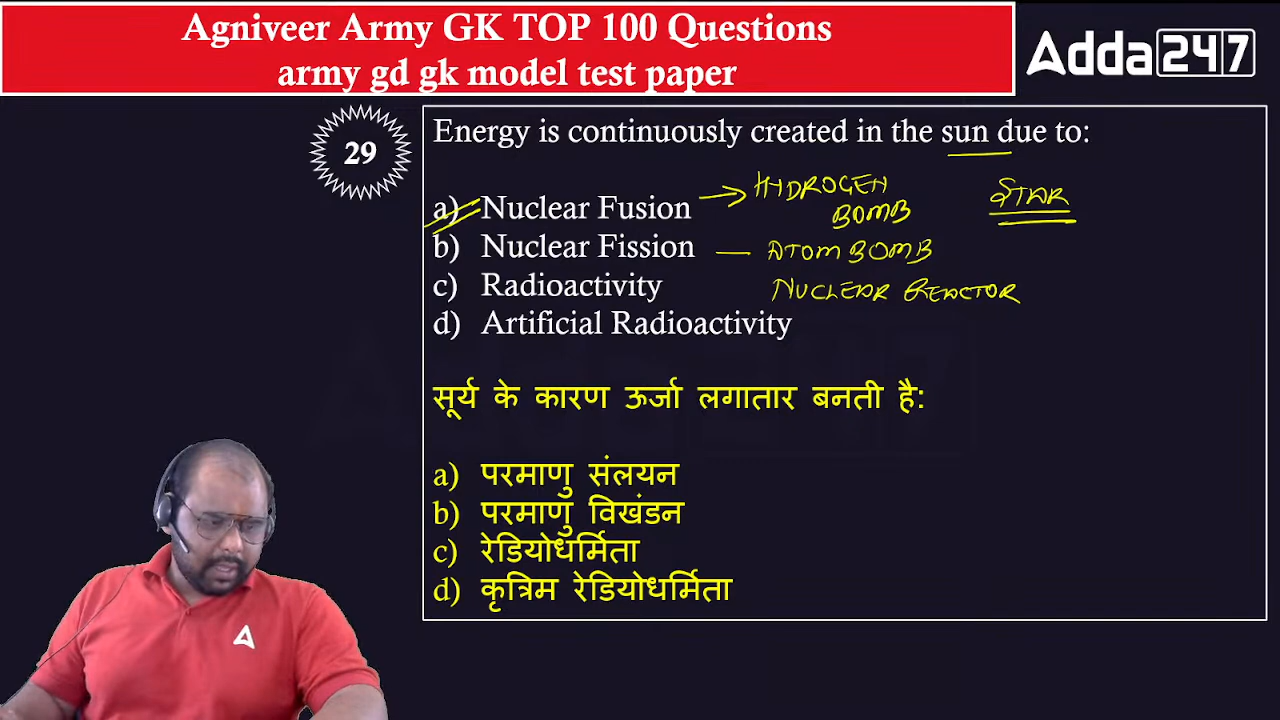 Agniveer Army GK TOP 100 Questions
army gd gk model test paper
Adda247
29
Energy is continuously created in the sun due to:
a) Nuclear Fusion → HYDROGEN BOMB
STAR
b) Nuclear Fission — ATOM BOMB
c) Radioactivity NUCLEAR REACTOR
d) Artificial Radioactivity
सूर्य के कारण ऊर्जा लगातार बनती है:
a) परमाणु संलयन
b) परमाणु विखंडन
c) रेडियोधर्मिता
d) कृत्रिम रेडियोधर्मिता